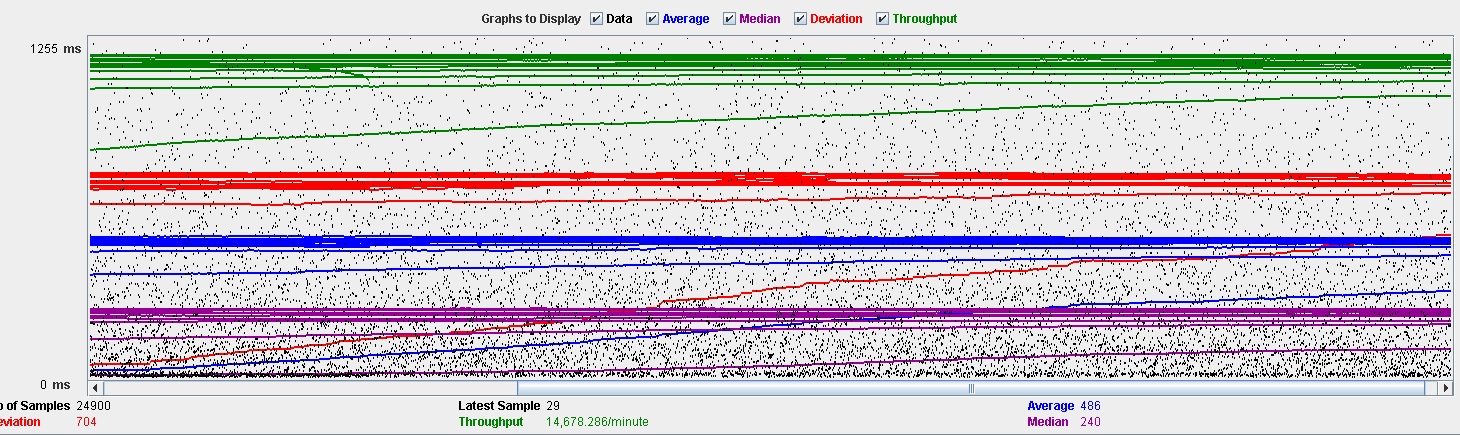 Graphs to Display Data Average Median Deviation Throughput
1255 ms
0 ms
of Samples 24900 Latest Sample 29 Average 486
eviation 704 Throughput 14,678.286/minute Median 240